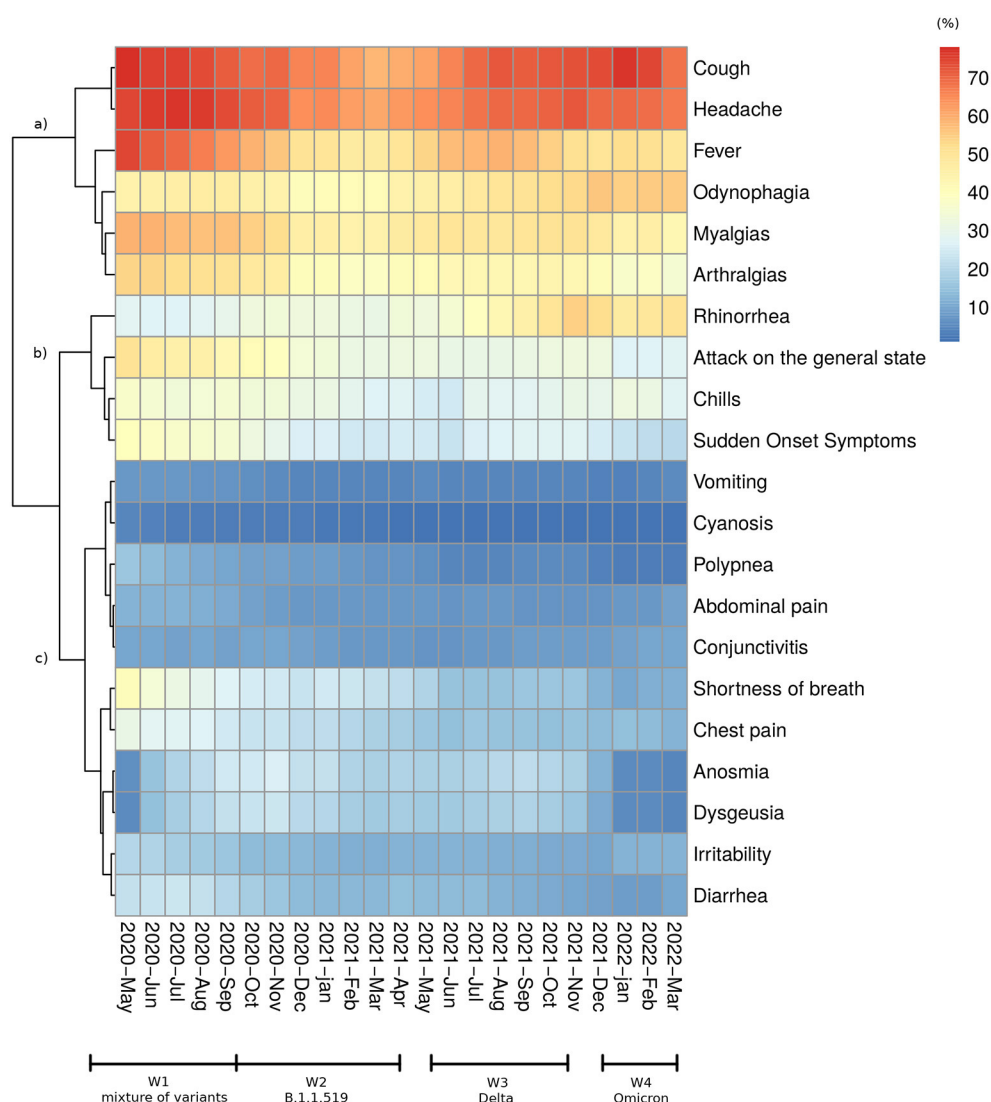 (%)
70
60
50
40
30
20
10
a)
b)
c)
Cough
Headache
Fever
Odynophagia
Myalgias
Arthralgias
Rhinorrhea
Attack on the general state
Chills
Sudden Onset Symptoms
Vomiting
Cyanosis
Polypnea
Abdominal pain
Conjunctivitis
Shortness of breath
Chest pain
Anosmia
Dysgeusia
Irritability
Diarrhea
2020-May
2020-Jun
2020-Jul
2020-Aug
2020-Sep
2020-Oct
2020-Nov
2020-Dec
2021-jan
2021-Feb
2021-Mar
2021-Apr
2021-May
2021-Jun
2021-Jul
2021-Aug
2021-Sep
2021-Oct
2021-Nov
2021-Dec
2022-jan
2022-Feb
2022-Mar
W1
mixture of variants
W2
B.1.1.519
W3
Delta
W4
Omicron